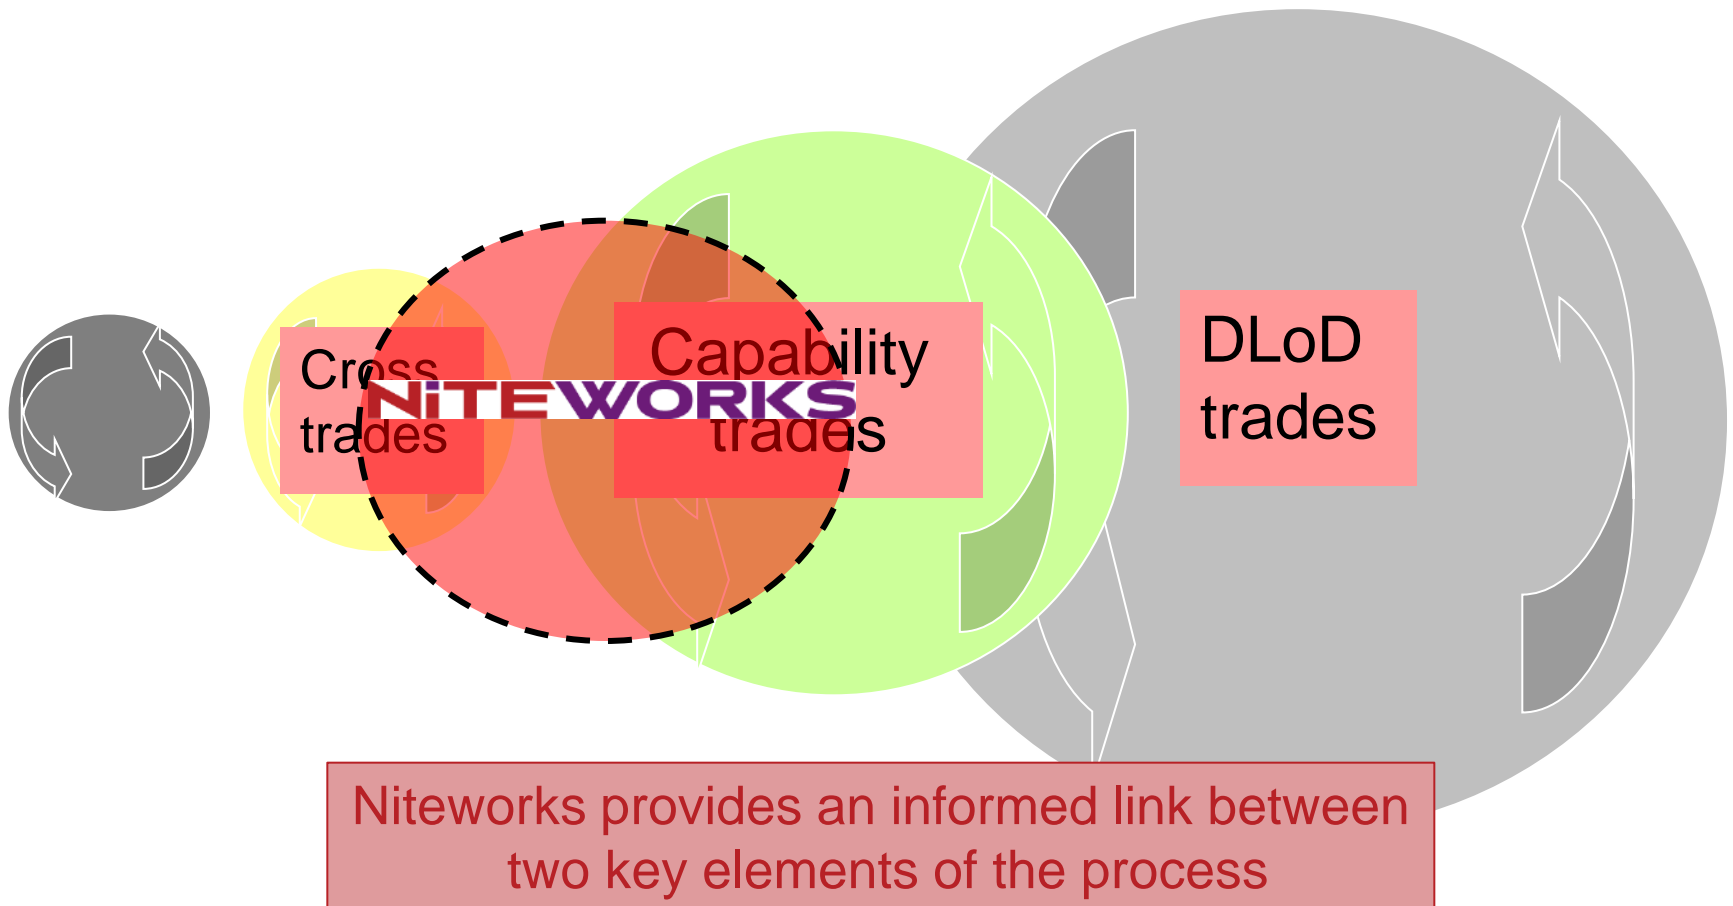 Cross
trades
NiTEWORKS
Capability
trades
DLoD
trades
Niteworks provides an informed link between
two key elements of the process